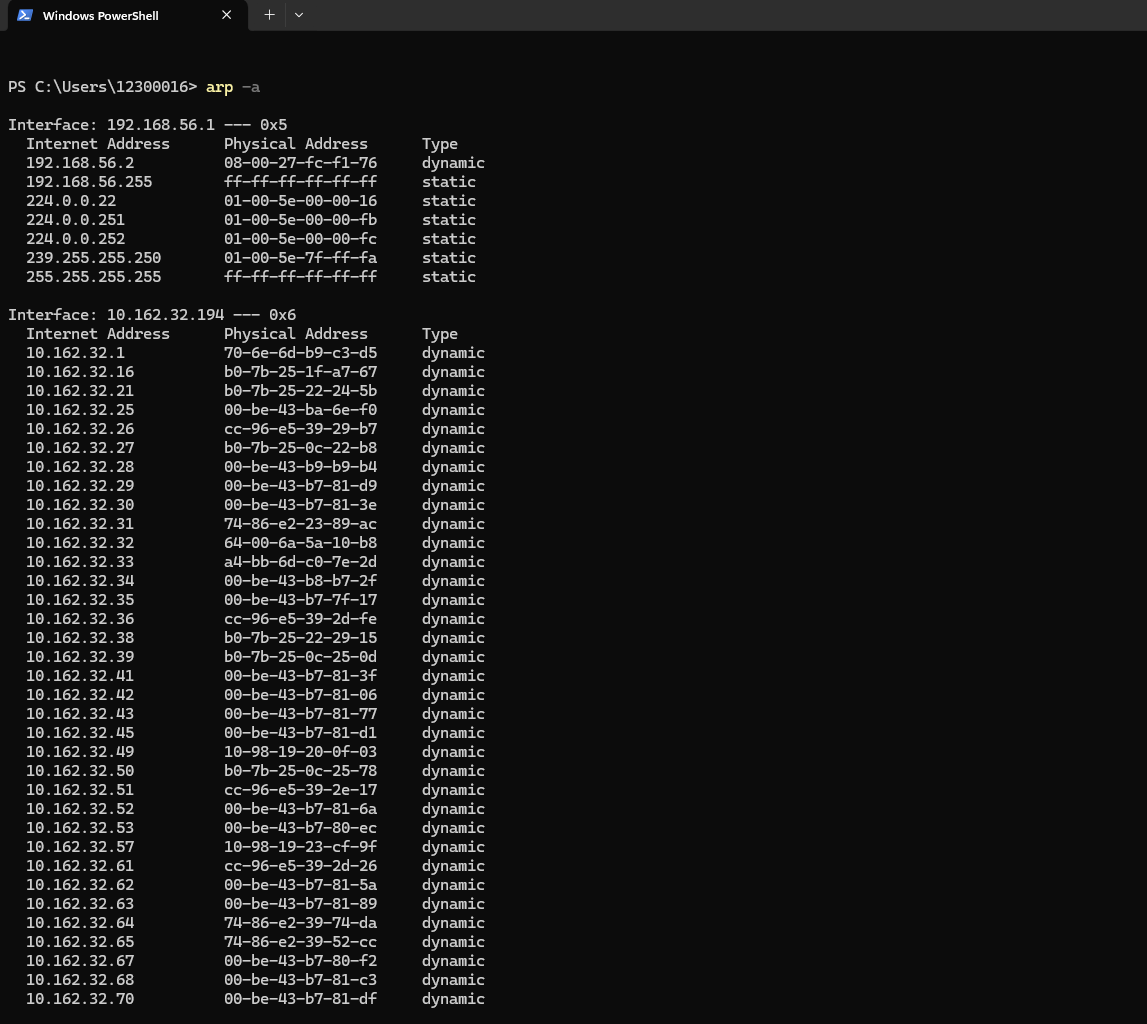 Windows PowerShell
PS C:\Users\12300016> arp -a
Interface: 192.168.56.1 --- 0x5
  Internet Address      Physical Address      Type
  192.168.56.2          08-00-27-fc-f1-76     dynamic
  192.168.56.255        ff-ff-ff-ff-ff-ff     static
  224.0.0.22            01-00-5e-00-00-16     static
  224.0.0.251           01-00-5e-00-00-fb     static
  224.0.0.252           01-00-5e-00-00-fc     static
  239.255.255.250       01-00-5e-7f-ff-fa     static
  255.255.255.255       ff-ff-ff-ff-ff-ff     static
Interface: 10.162.32.194 --- 0x6
  Internet Address      Physical Address      Type
  10.162.32.1           70-6e-6d-b9-c3-d5     dynamic
  10.162.32.16          b0-7b-25-1f-a7-67     dynamic
  10.162.32.21          b0-7b-25-22-24-5b     dynamic
  10.162.32.25          00-be-43-ba-6e-f0     dynamic
  10.162.32.26          cc-96-e5-39-29-b7     dynamic
  10.162.32.27          b0-7b-25-0c-22-b8     dynamic
  10.162.32.28          00-be-43-b9-b9-b4     dynamic
  10.162.32.29          00-be-43-b7-81-d9     dynamic
  10.162.32.30          00-be-43-b7-81-3e     dynamic
  10.162.32.31          74-86-e2-23-89-ac     dynamic
  10.162.32.32          64-00-6a-5a-10-b8     dynamic
  10.162.32.33          a4-bb-6d-c0-7e-2d     dynamic
  10.162.32.34          00-be-43-b8-b7-2f     dynamic
  10.162.32.35          00-be-43-b7-7f-17     dynamic
  10.162.32.36          cc-96-e5-39-2d-fe     dynamic
  10.162.32.38          b0-7b-25-22-29-15     dynamic
  10.162.32.39          b0-7b-25-0c-25-0d     dynamic
  10.162.32.41          00-be-43-b7-81-3f     dynamic
  10.162.32.42          00-be-43-b7-81-06     dynamic
  10.162.32.43          00-be-43-b7-81-77     dynamic
  10.162.32.45          00-be-43-b7-81-d1     dynamic
  10.162.32.49          10-98-19-20-0f-03     dynamic
  10.162.32.50          b0-7b-25-0c-25-78     dynamic
  10.162.32.51          cc-96-e5-39-2e-17     dynamic
  10.162.32.52          00-be-43-b7-81-6a     dynamic
  10.162.32.53          00-be-43-b7-80-ec     dynamic
  10.162.32.57          10-98-19-23-cf-9f     dynamic
  10.162.32.61          cc-96-e5-39-2d-26     dynamic
  10.162.32.62          00-be-43-b7-81-5a     dynamic
  10.162.32.63          00-be-43-b7-81-89     dynamic
  10.162.32.64          74-86-e2-39-74-da     dynamic
  10.162.32.65          74-86-e2-39-52-cc     dynamic
  10.162.32.67          00-be-43-b7-80-f2     dynamic
  10.162.32.68          00-be-43-b7-81-c3     dynamic
  10.162.32.70          00-be-43-b7-81-df     dynamic